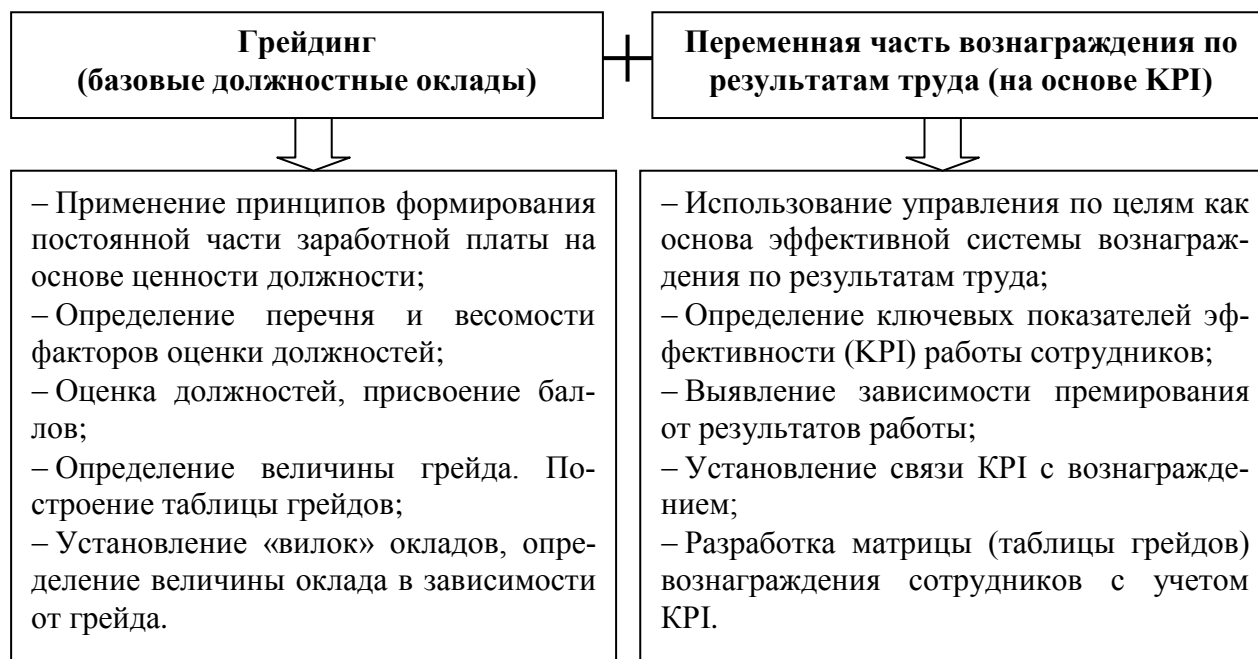 Грейдинг
(базовые должностные оклады)
Переменная часть вознаграждения по
результатам труда (на основе KPI)
– Применение принципов формирования
постоянной части заработной платы на
основе ценности должности;
– Определение перечня и весомости
факторов оценки должностей;
– Оценка должностей, присвоение бал-
лов;
– Определение величины грейда. По-
строение таблицы грейдов;
– Установление «вилок» окладов, опре-
деление величины оклада в зависимости
от грейда.
– Использование управления по целям как
основа эффективной системы вознаграж-
дения по результатам труда;
– Определение ключевых показателей эф-
фективности (KPI) работы сотрудников;
– Выявление зависимости премирования
от результатов работы;
– Установление связи KPI с вознагражде-
нием;
– Разработка матрицы (таблицы грейдов)
вознаграждения сотрудников с учетом
KPI.